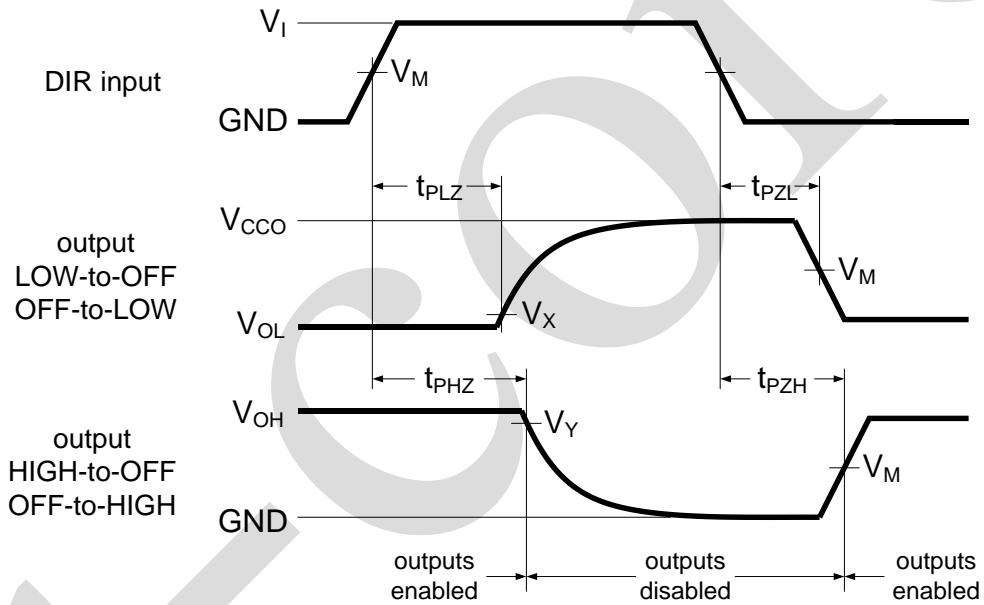 V_I
DIR input
V_M
GND
t_PLZ
t_PZL
V_CCO
output
LOW-to-OFF
OFF-to-LOW
V_M
V_OL
V_X
t_PHZ
t_PZH
V_OH
V_Y
output
HIGH-to-OFF
OFF-to-HIGH
V_M
GND
outputs
enabled
outputs
disabled
outputs
enabled